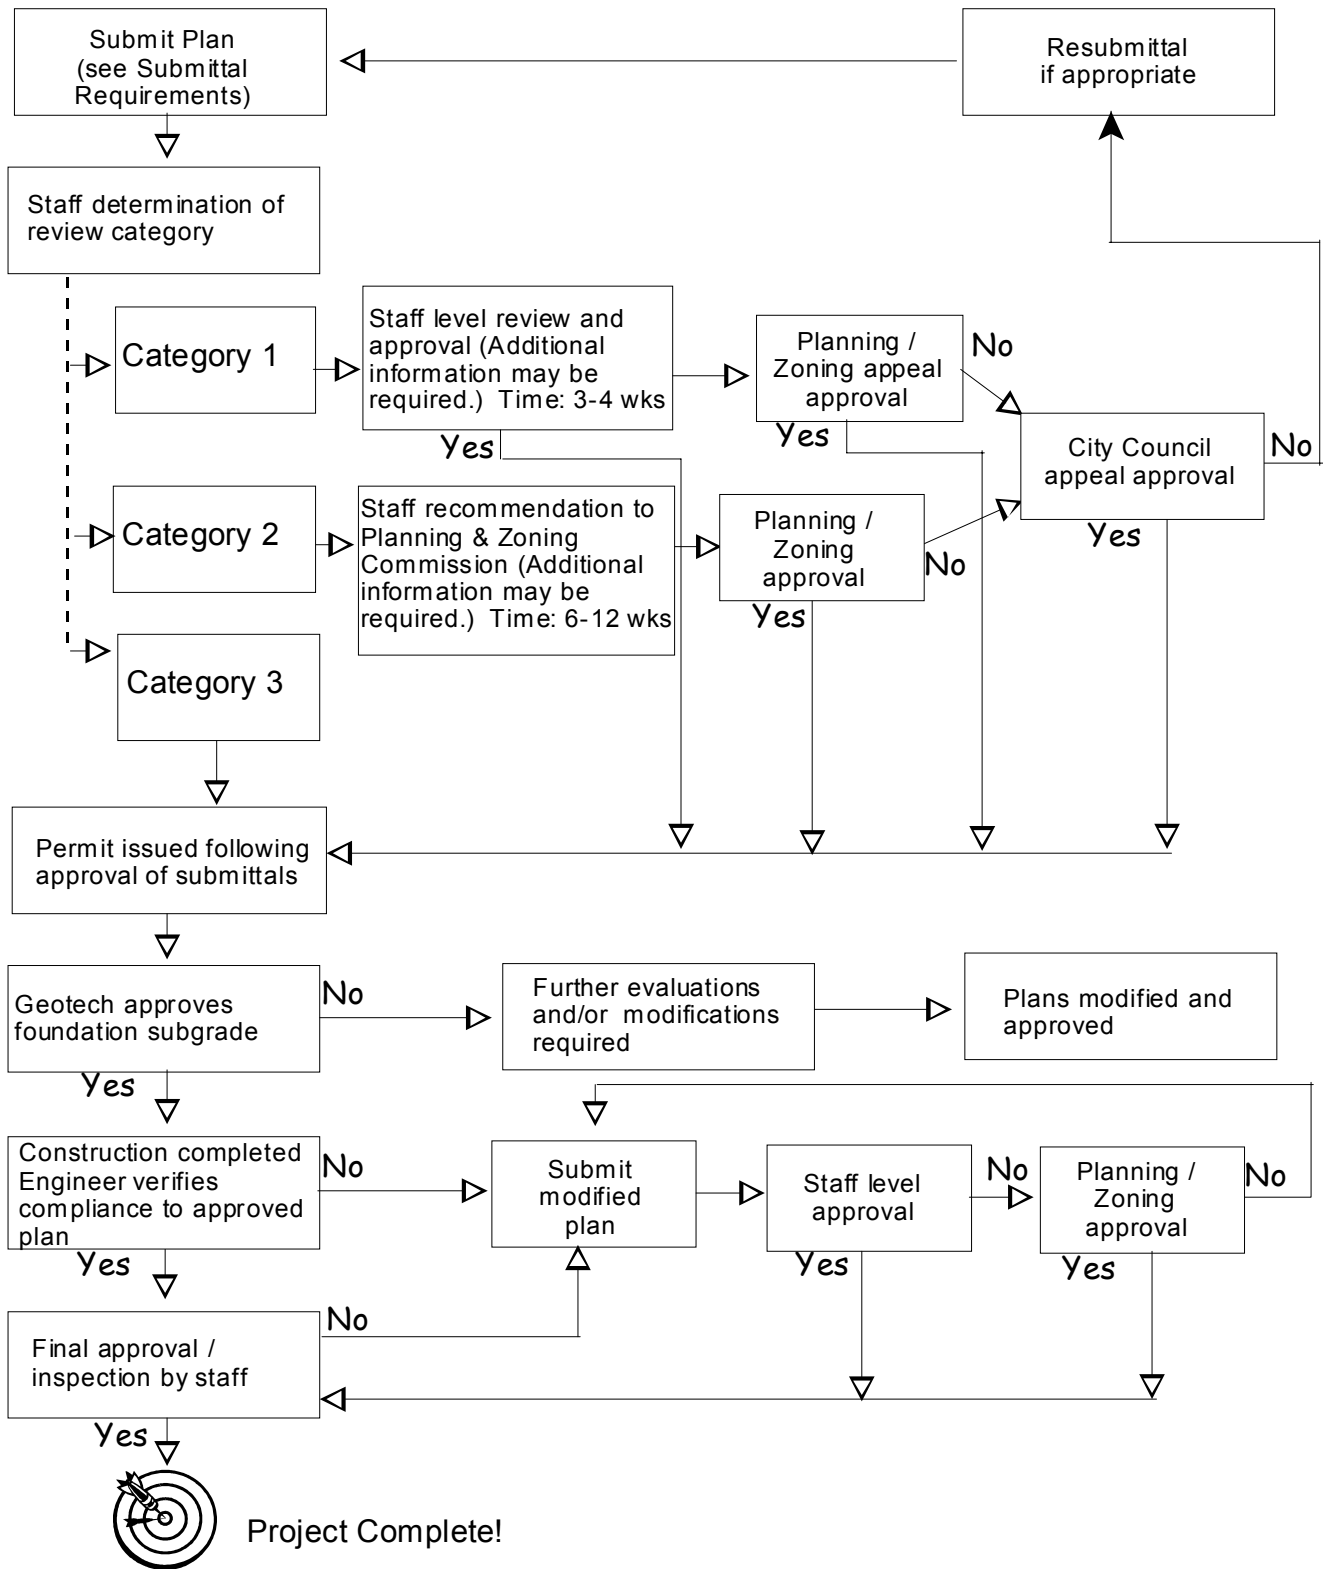 Submit Plan
(see Submittal
Requirements)
Resubmittal
if appropriate
Staff determination of
review category
Category 1
Staff level review and
approval (Additional
information may be
required.)  Time: 3-4 wks
Yes
Planning /
Zoning appeal
approval
No
Yes
City Council
appeal approval
No
Yes
Category 2
Staff recommendation to
Planning & Zoning
Commission (Additional
information may be
required.)  Time: 6-12 wks
Planning /
Zoning
approval
No
Yes
Category 3
Permit issued following
approval of submittals
Geotech approves
foundation subgrade
No
Yes
Further evaluations
and/or  modifications
required
Plans modified and
approved
Construction completed
Engineer verifies
compliance to approved
plan
No
Yes
Submit
modified
plan
Staff level
approval
No
Yes
Planning /
Zoning
approval
No
Yes
Final approval /
inspection by staff
No
Yes
Project Complete!